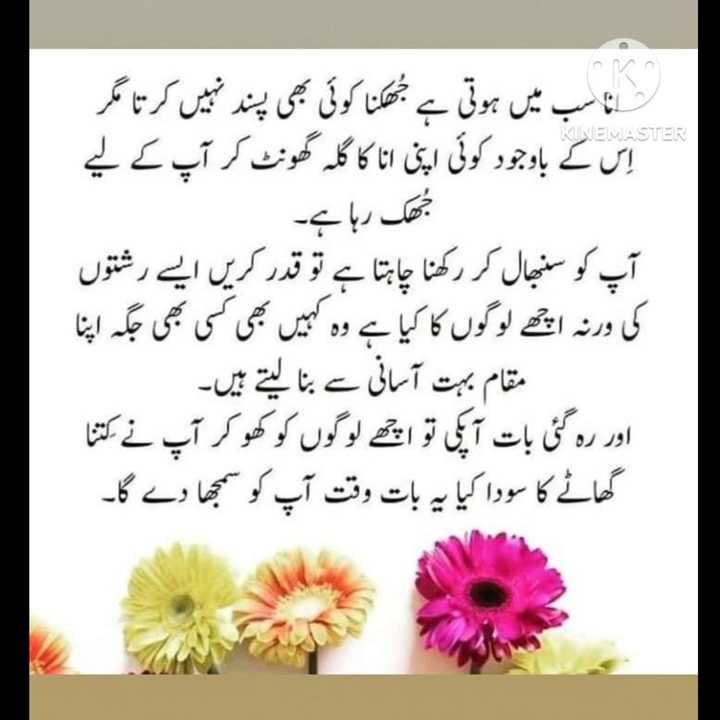 انا سب میں ہوتی ہے جُھکنا کوئی بھی پسند نہیں کرتا مگر
KINEMASTER
اِس کے باوجود کوئی اپنی انا کا گلہ گھونٹ کر آپ کے لیے
جُھک رہا ہے۔
آپ کو سنبھال کر رکھنا چاہتا ہے تو قدر کریں ایسے رشتوں
کی ورنہ اچھے لوگوں کا کیا ہے وہ کہیں بھی کسی بھی جگہ اپنا
مقام بہت آسانی سے بنا لیتے ہیں۔
اور رہ گئی بات آپکی تو اچھے لوگوں کو کھو کر آپ نے کِتنا
گھاٹے کا سودا کیا یہ بات وقت آپ کو سمجھا دے گا۔